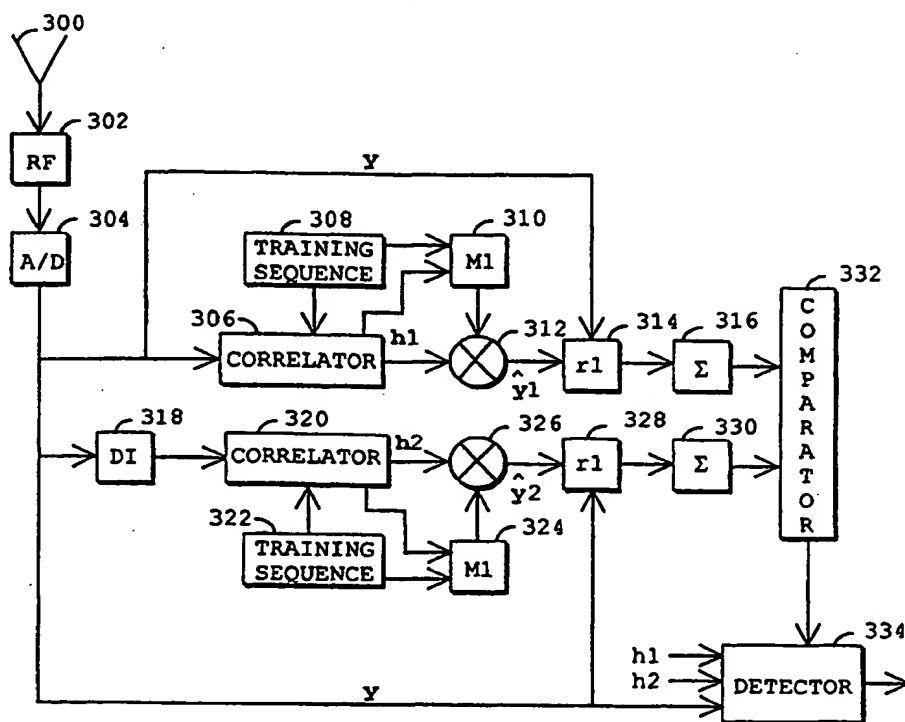 300
302
RF
y
304
308
310
A/D
TRAINING
SEQUENCE
M1
332
306
h1
312
314
316
C
O
M
P
A
R
A
T
O
R
CORRELATOR
ŷ1
r1
Σ
318
320
h2
326
328
330
DI
CORRELATOR
ŷ2
r1
Σ
322
324
TRAINING
SEQUENCE
M1
334
h1
h2
DETECTOR
y